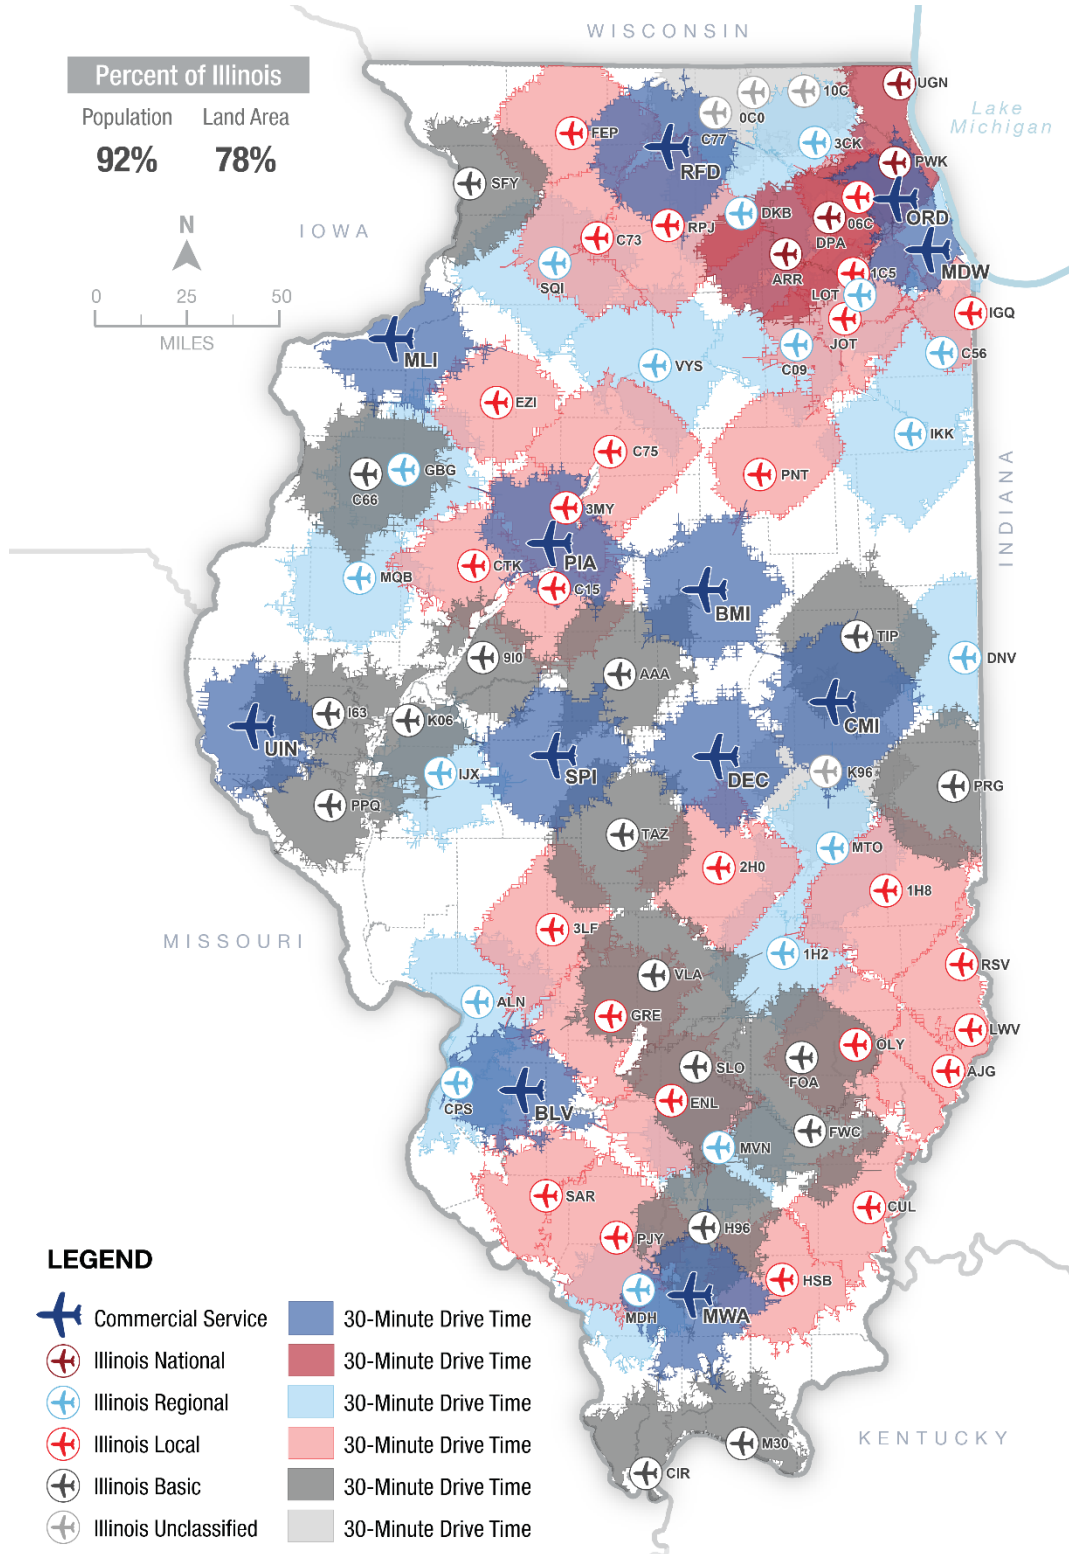 WISCONSIN
Percent of Illinois
Population Land Area
92% 78%
N
IOWA
0 25 50
MILES
Lake
Michigan
UGN
10C
0C0
C77
FEP
3CK
RFD
PWK
SFY
ORD
06C
DKB
RPJ
DPA
C73
MDW
ARR
1C5
SQI
LOT
IGQ
JOT
MLI
C56
C09
VYS
EZI
IKK
C75
GBG
PNT
C66
INDIANA
3MY
PIA
CTK
MQB
C15
BMI
TIP
9I0
DNV
AAA
I63
K06
CMI
UIN
IJX
SPI
DEC
K96
PRG
PPQ
TAZ
MTO
2H0
1H8
3LF
MISSOURI
1H2
RSV
VLA
ALN
GRE
LWV
OLY
SLO
FOA
AJG
CPS
ENL
BLV
FWC
MVN
SAR
CUL
H96
PJY
HSB
MDH
MWA
KENTUCKY
M30
CIR
LEGEND
Commercial Service 30-Minute Drive Time
Illinois National 30-Minute Drive Time
Illinois Regional 30-Minute Drive Time
Illinois Local 30-Minute Drive Time
Illinois Basic 30-Minute Drive Time
Illinois Unclassified 30-Minute Drive Time